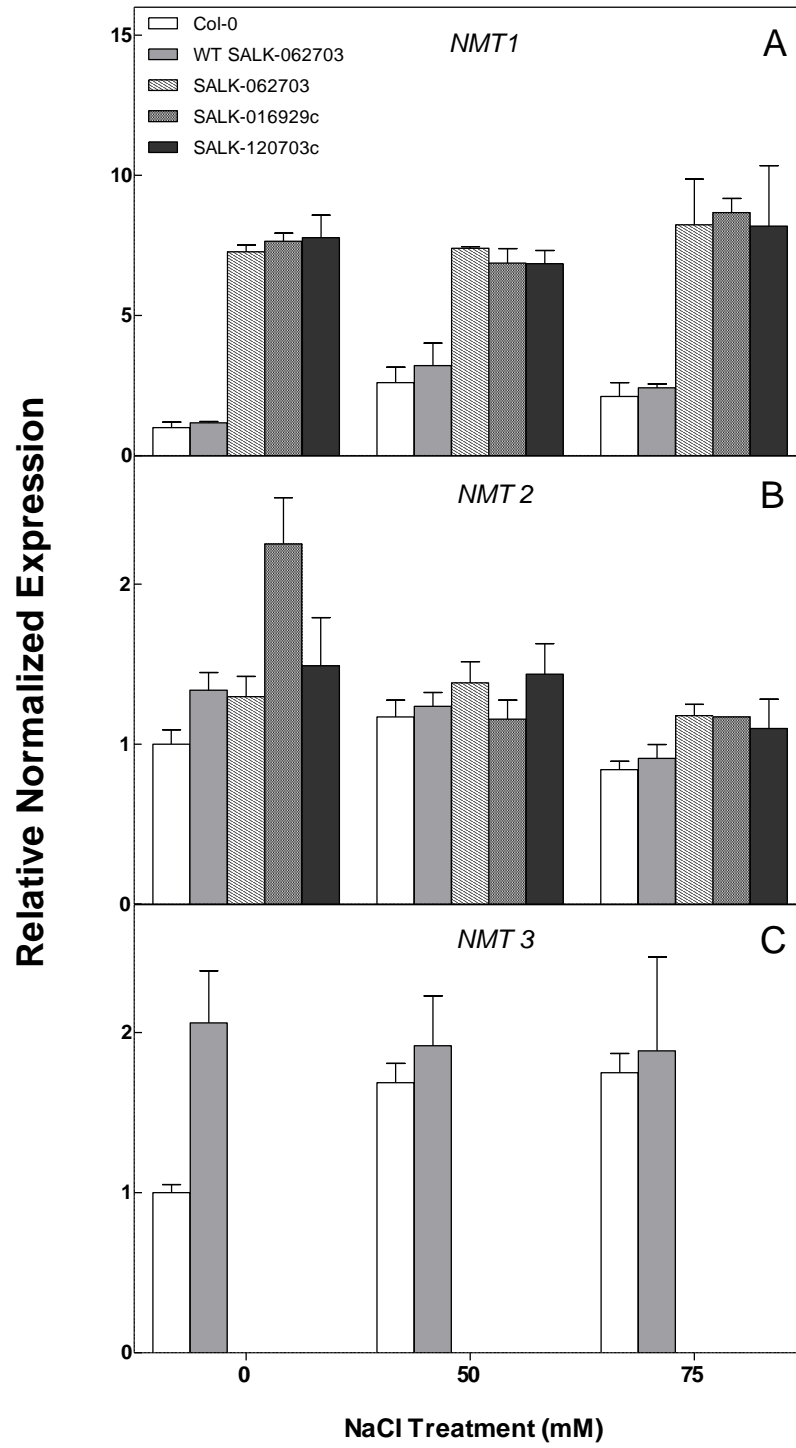 Col-0
WT SALK-062703
SALK-062703
SALK-016929c
SALK-120703c
NMT1
A
15
10
5
0
NMT 2
B
2
1
0
NMT 3
C
2
1
0
0 50 75
NaCl Treatment (mM)
Relative Normalized Expression